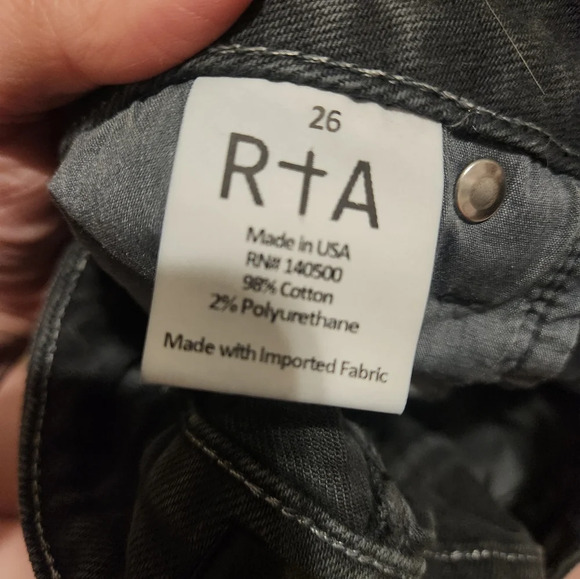 26
R†A
Made in USA
RN# 140500
98% Cotton
2% Polyurethane
Made with Imported Fabric